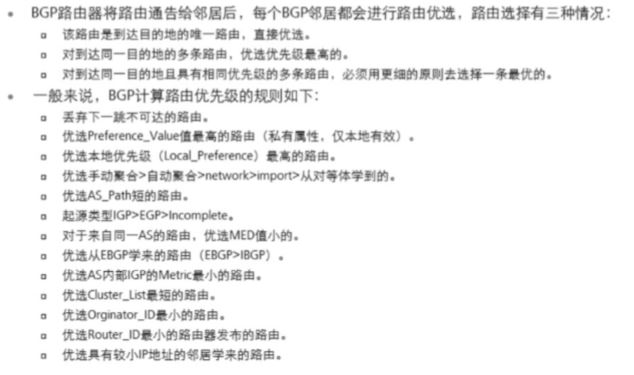 • BGP路由器将路由通告给邻居后，每个BGP邻居都会进行路由优选，路由选择有三种情况：
▫ 该路由是到达目的地的唯一路由，直接优选。
▫ 对到达同一目的地的多条路由，优选优先级最高的。
▫ 对到达同一目的地且具有相同优先级的多条路由，必须用更细的原则去选择一条最优的。
• 一般来说，BGP计算路由优先级的规则如下：
▫ 丢弃下一跳不可达的路由。
▫ 优选Preference_Value值最高的路由（私有属性，仅本地有效）。
▫ 优选本地优先级（Local_Preference）最高的路由。
▫ 优选手动聚合>自动聚合>network>import>从对等体学到的。
▫ 优选AS_Path短的路由。
▫ 起源类型IGP>EGP>Incomplete。
▫ 对于来自同一AS的路由，优选MED值小的。
▫ 优选从EBGP学来的路由（EBGP>IBGP）。
▫ 优选AS内部IGP的Metric最小的路由。
▫ 优选Cluster_List最短的路由。
▫ 优选Orginator_ID最小的路由。
▫ 优选Router_ID最小的路由器发布的路由。
▫ 优选具有较小IP地址的邻居学来的路由。